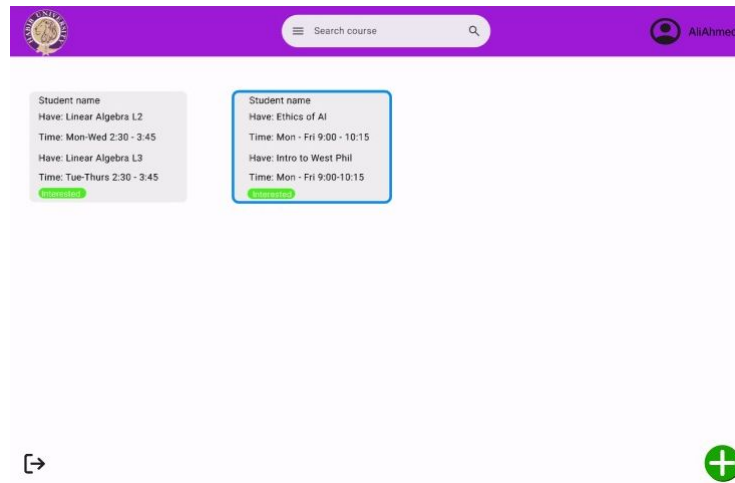 HABIB UNIVERSITY
Search course
AliAhmed
Student name
Have: Linear Algebra L2
Time: Mon-Wed 2:30 - 3:45
Have: Linear Algebra L3
Time: Tue-Thurs 2:30 - 3:45
Interested
Student name
Have: Ethics of AI
Time: Mon - Fri 9:00 - 10:15
Have: Intro to West Phil
Time: Mon - Fri 9:00-10:15
Interested